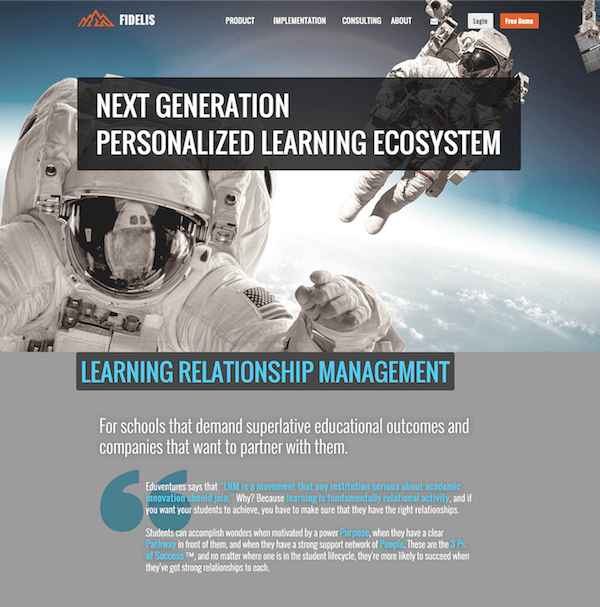 FIDELIS
PRODUCT IMPLEMENTATION CONSULTING ABOUT Login Free Demo
NEXT GENERATION
PERSONALIZED LEARNING ECOSYSTEM
LEARNING RELATIONSHIP MANAGEMENT
For schools that demand superlative educational outcomes and
companies that want to partner with them.
Eduventures says that "LRM is a movement that any institution serious about academic
innovation should join." Why? Because learning is fundamentally relational activity, and if
you want your students to achieve, you have to make sure that they have the right relationships.
Students can accomplish wonders when motivated by a power Purpose, when they have a clear
Pathway in front of them, and when they have a strong support network of People. These are the 3 Ps
of Success ™, and no matter where one is in the student lifecycle, they're more likely to succeed when
they've got strong relationships to each.